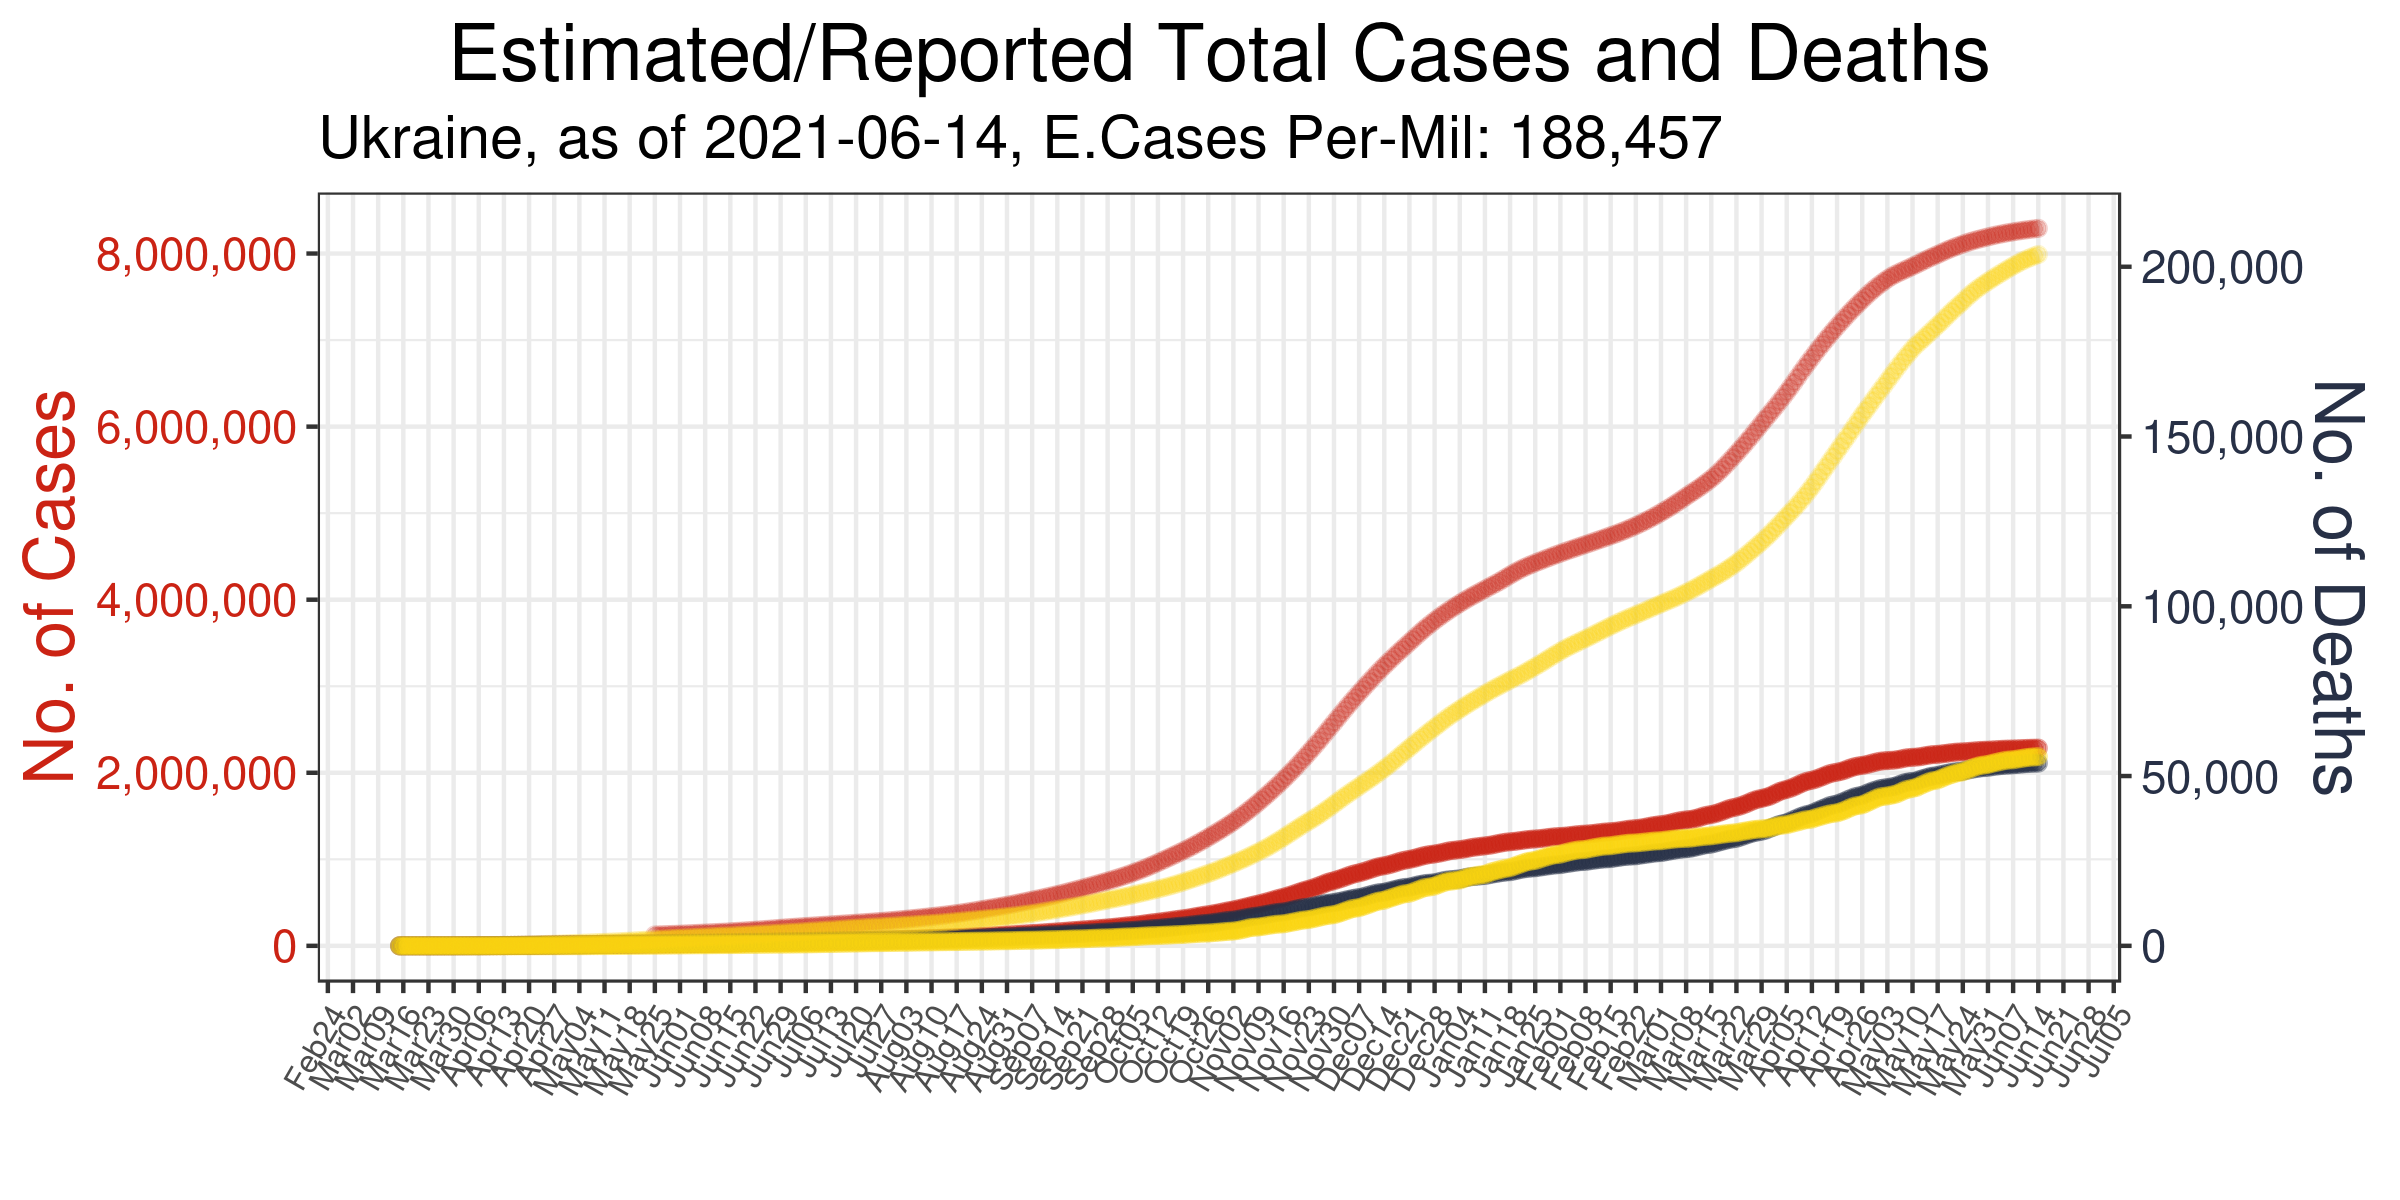 Estimated/Reported Total Cases and Deaths
Ukraine, as of 2021-06-14, E.Cases Per-Mil: 188,457
No. of Cases
8,000,000
6,000,000
4,000,000
2,000,000
0
200,000
150,000
100,000
50,000
0
No. of Deaths
Feb24
Mar02
Mar09
Mar16
Mar23
Mar30
Apr06
Apr13
Apr20
Apr27
May04
May11
May18
May25
Jun01
Jun08
Jun15
Jun22
Jun29
Jul06
Jul13
Jul20
Jul27
Aug03
Aug10
Aug17
Aug24
Aug31
Sep07
Sep14
Sep21
Sep28
Oct05
Oct12
Oct19
Oct26
Nov02
Nov09
Nov16
Nov23
Nov30
Dec07
Dec14
Dec21
Dec28
Jan04
Jan11
Jan18
Jan25
Feb01
Feb08
Feb15
Feb22
Mar01
Mar08
Mar15
Mar22
Mar29
Apr05
Apr12
Apr19
Apr26
May03
May10
May17
May24
May31
Jun07
Jun14
Jun21
Jun28
Jul05